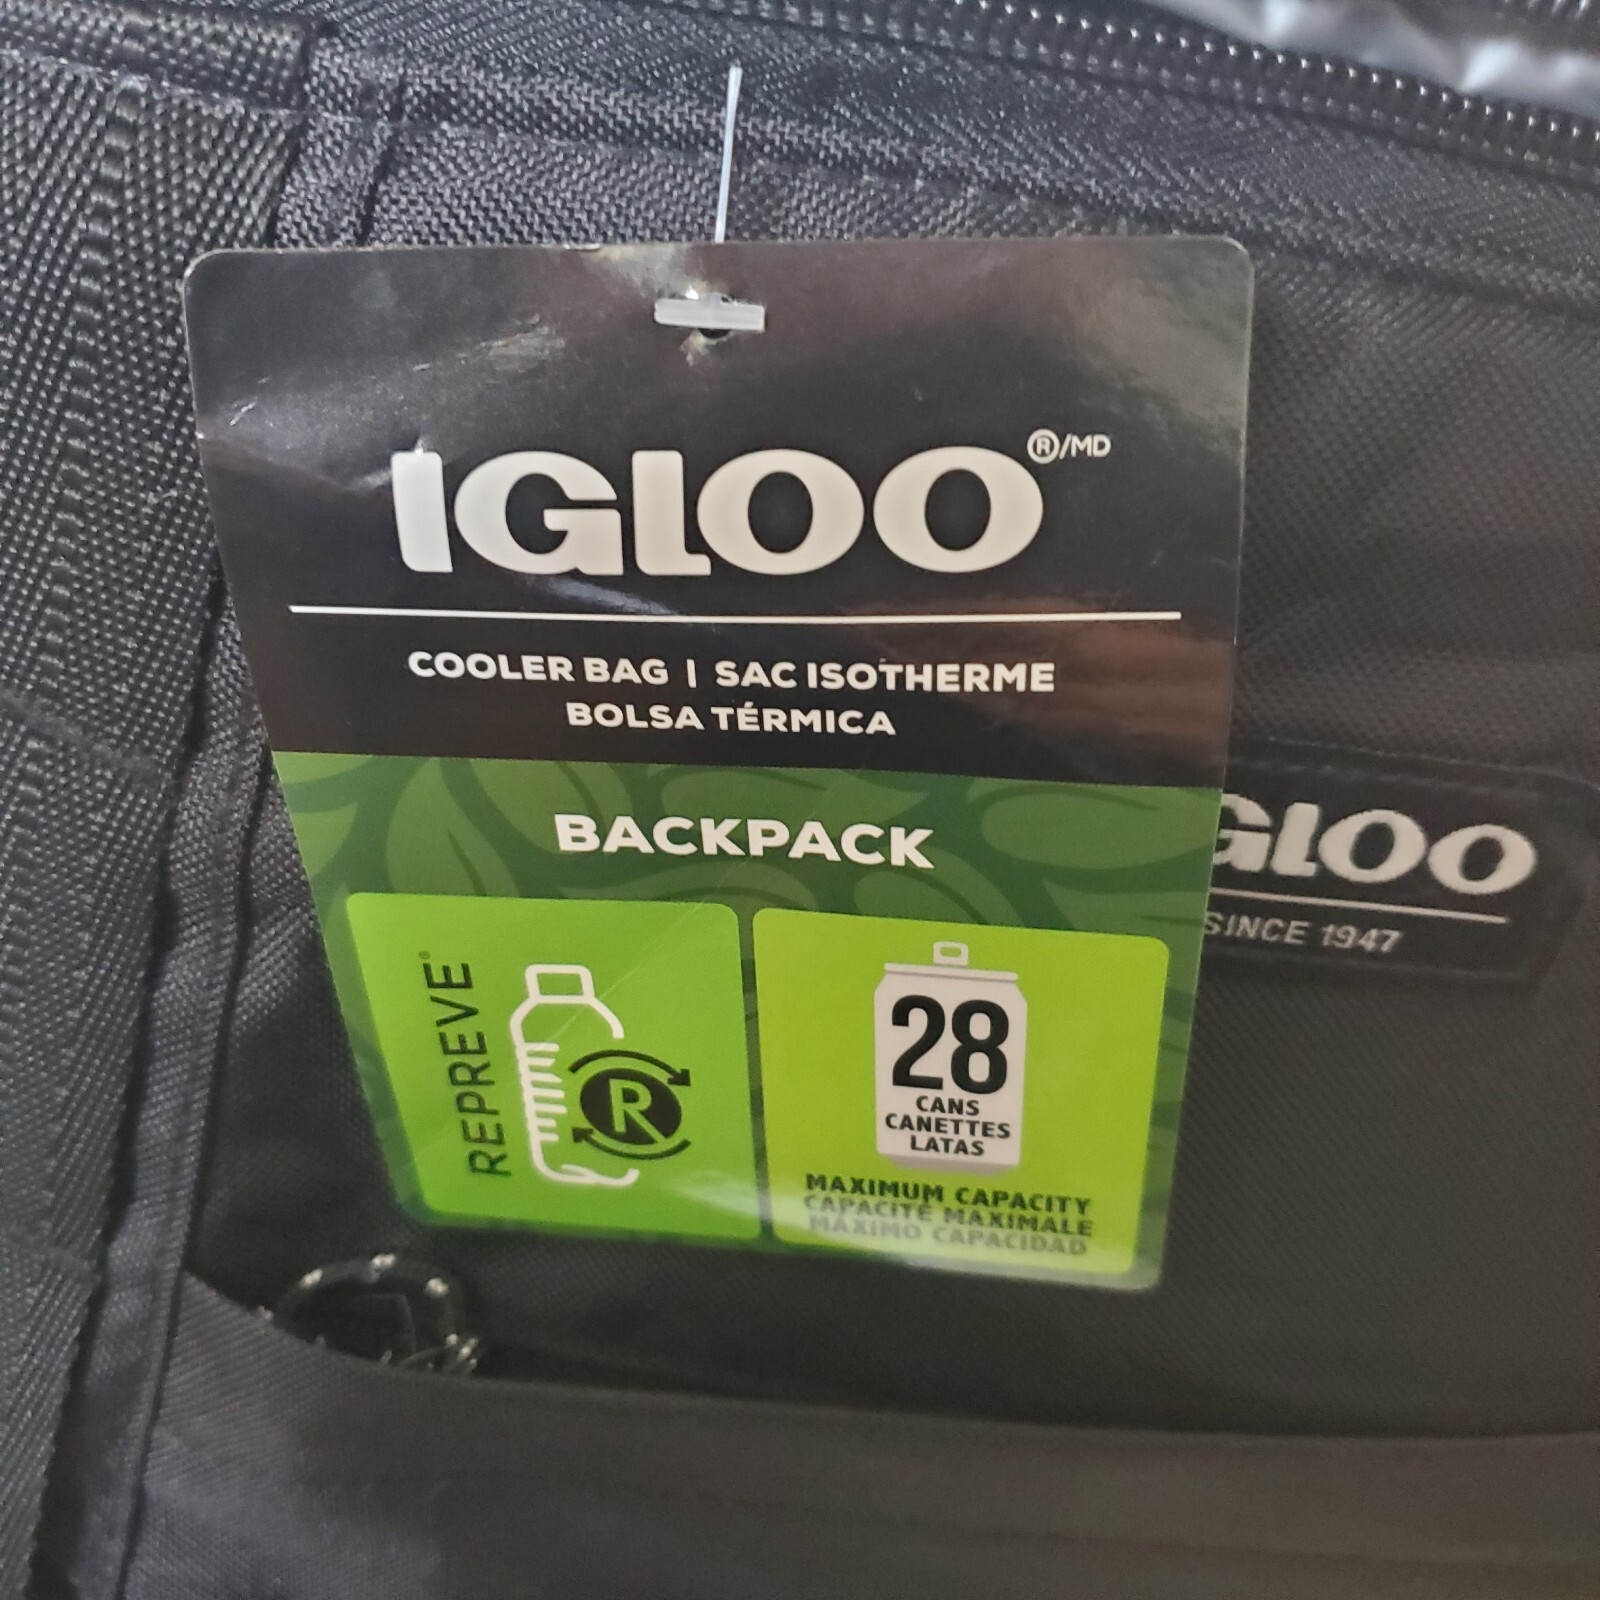 IGLOO®/MD
COOLER BAG | SAC ISOTHERME
BOLSA TÉRMICA
BACKPACK
REPREVE®
R
28
CANS
CANETTES
LATAS
MAXIMUM CAPACITY
CAPACITÉ MAXIMALE
MÁXIMO CAPACIDAD
GLOO
SINCE 1947